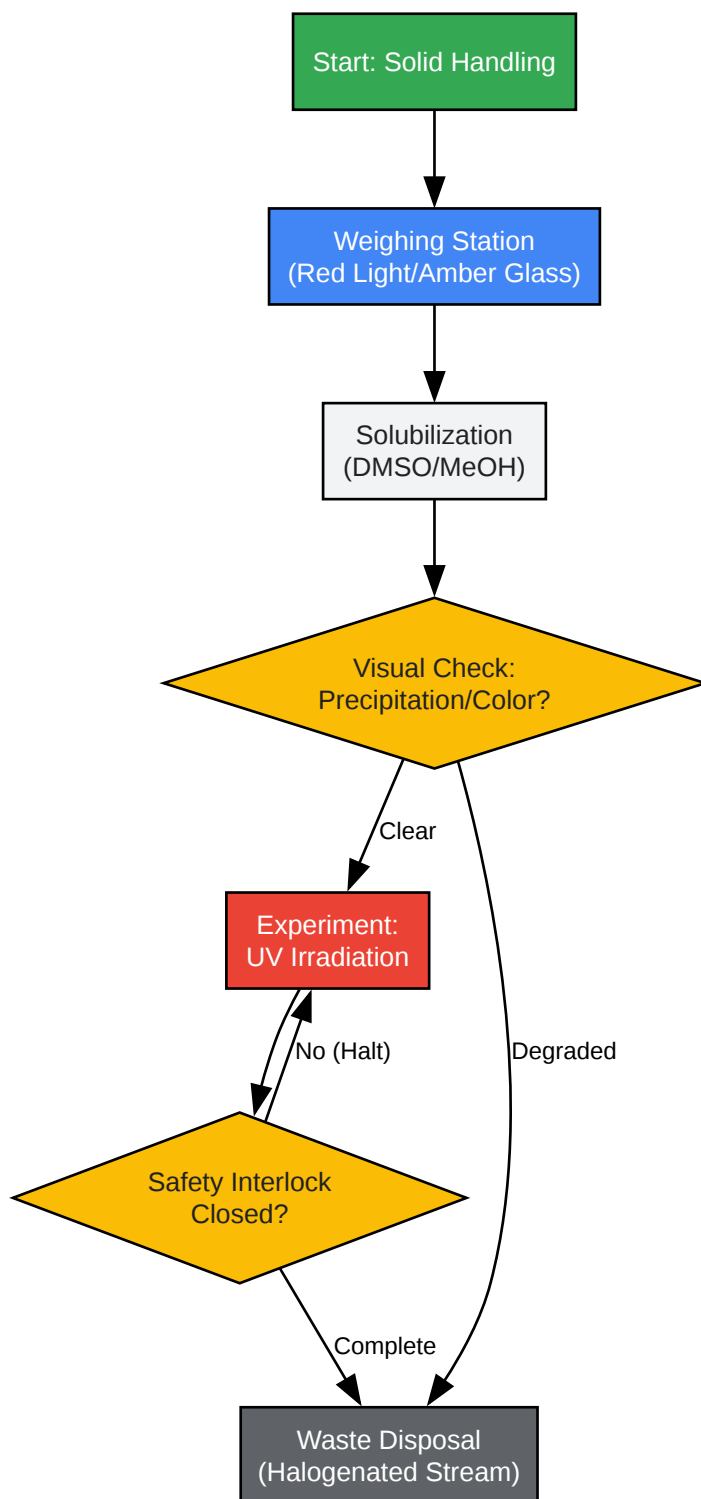 Start: Solid Handling
Weighing Station
(Red Light/Amber Glass)
Solubilization
(DMSO/MeOH)
Visual Check:
Precipitation/Color?
Clear
Experiment:
UV Irradiation
No (Halt)
Degraded
Safety Interlock
Closed?
Complete
Waste Disposal
(Halogenated Stream)